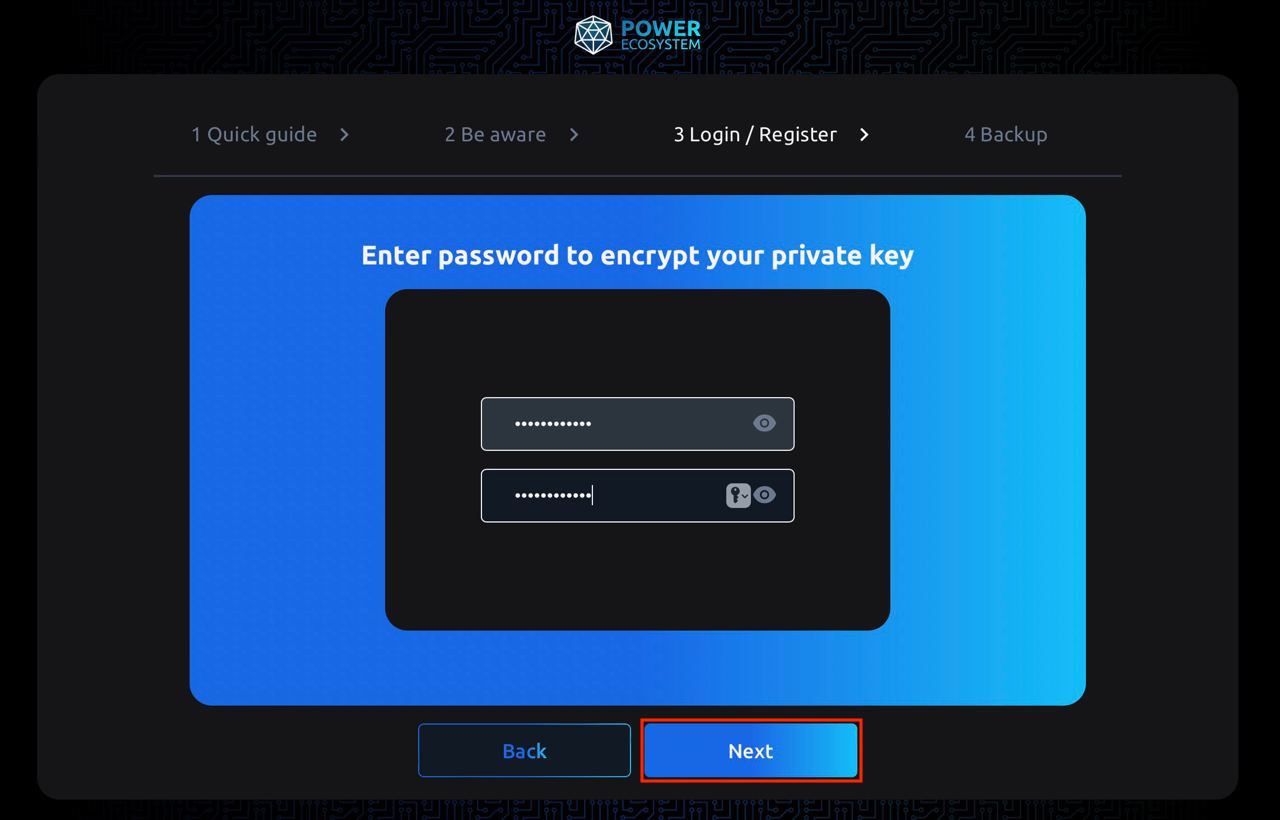 POWER
ECOSYSTEM
1 Quick guide
2 Be aware
3 Login / Register
4 Backup
Enter password to encrypt your private key
••••••••••••
••••••••••••
Back
Next